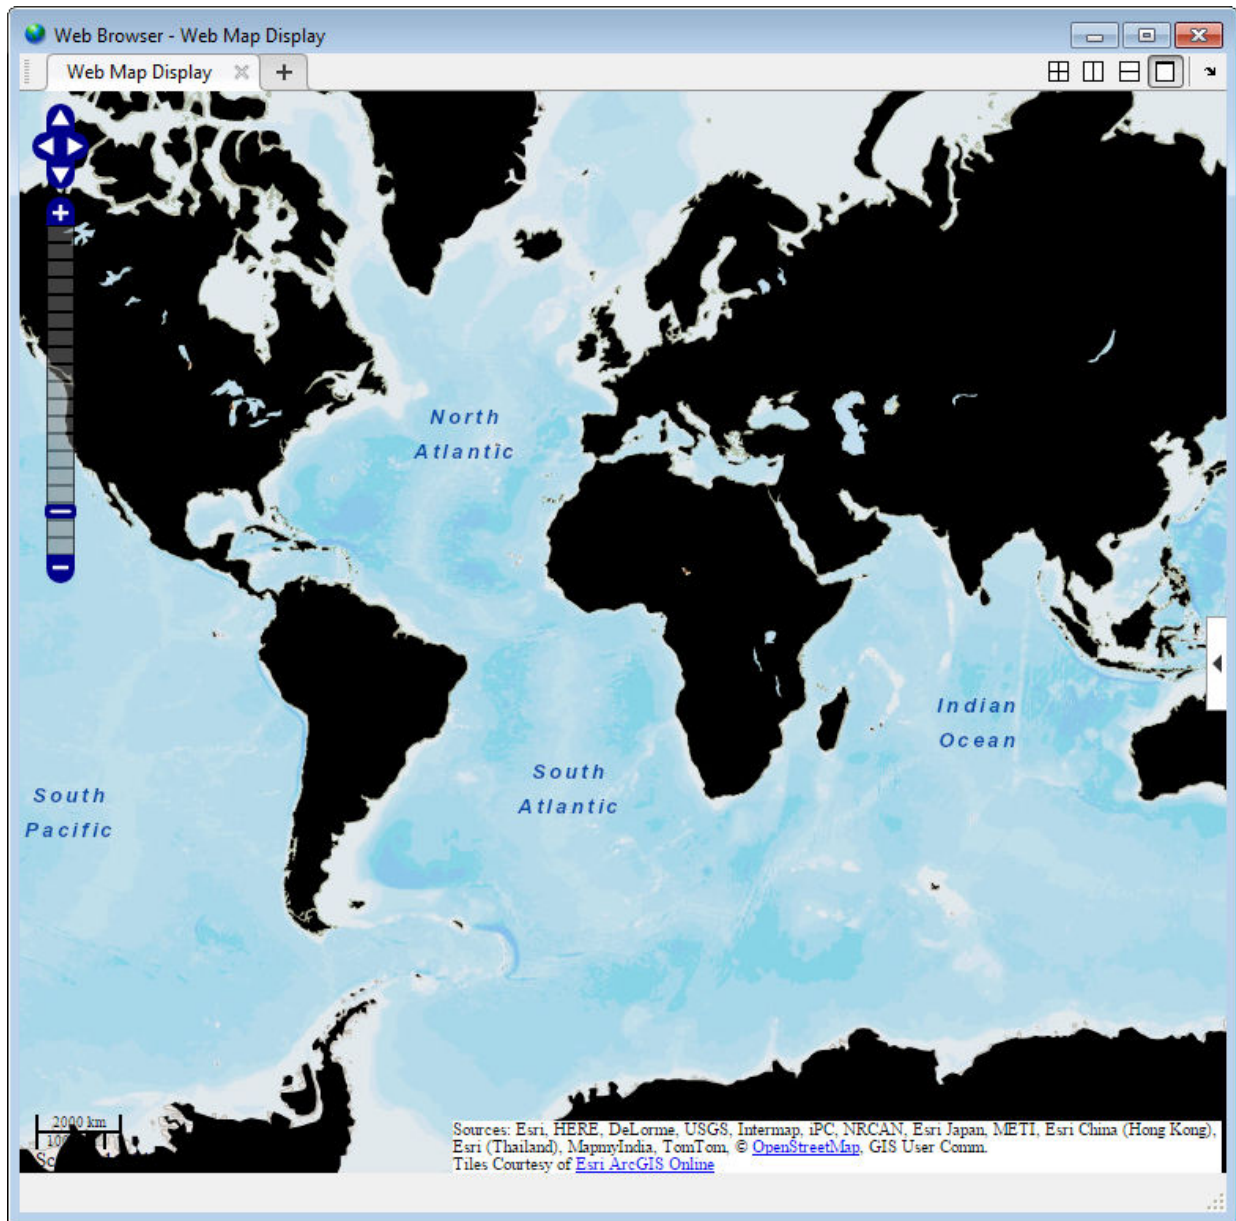 Web Browser - Web Map Display
Web Map Display
North
Atlantic
Indian
Ocean
South
Atlantic
South
Pacific
2000 km
Sources: Esri, HERE, DeLorme, USGS, Intermap, iPC, NRCAN, Esri Japan, METI, Esri China (Hong Kong),
Esri (Thailand), MapmyIndia, TomTom, © OpenStreetMap, GIS User Comm.
Tiles Courtesy of Esri ArcGIS Online